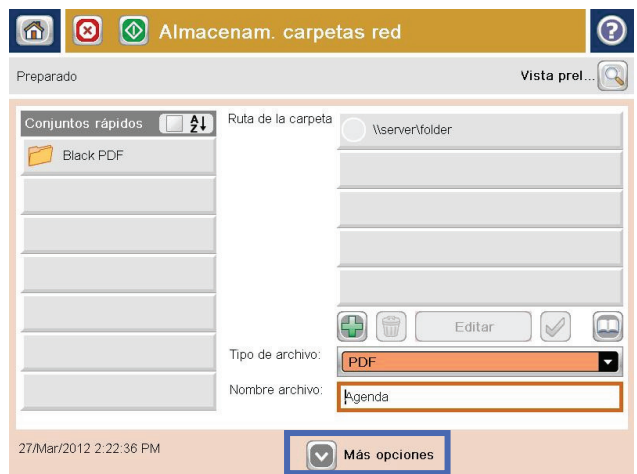 Almacenam. carpetas red
Preparado
Vista prel...
Conjuntos rápidos
Ruta de la carpeta
Black PDF
\\server\folder
Editar
Tipo de archivo:
PDF
Nombre archivo:
Agenda
27/Mar/2012 2:22:36 PM
Más opciones